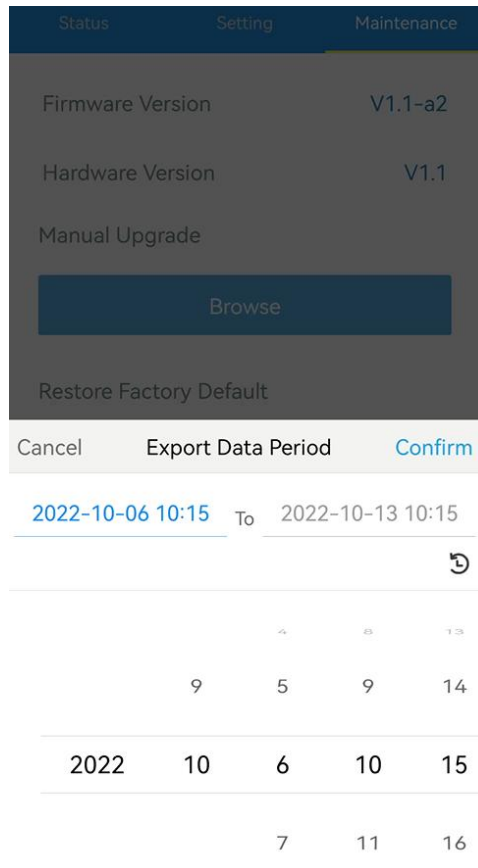 Status Setting Maintenance
Firmware Version V1.1-a2
Hardware Version V1.1
Manual Upgrade
Browse
Restore Factory Default
Cancel Export Data Period Confirm
2022-10-06 10:15 To 2022-10-13 10:15
4 8 13
9 5 9 14
2022 10 6 10 15
7 11 16